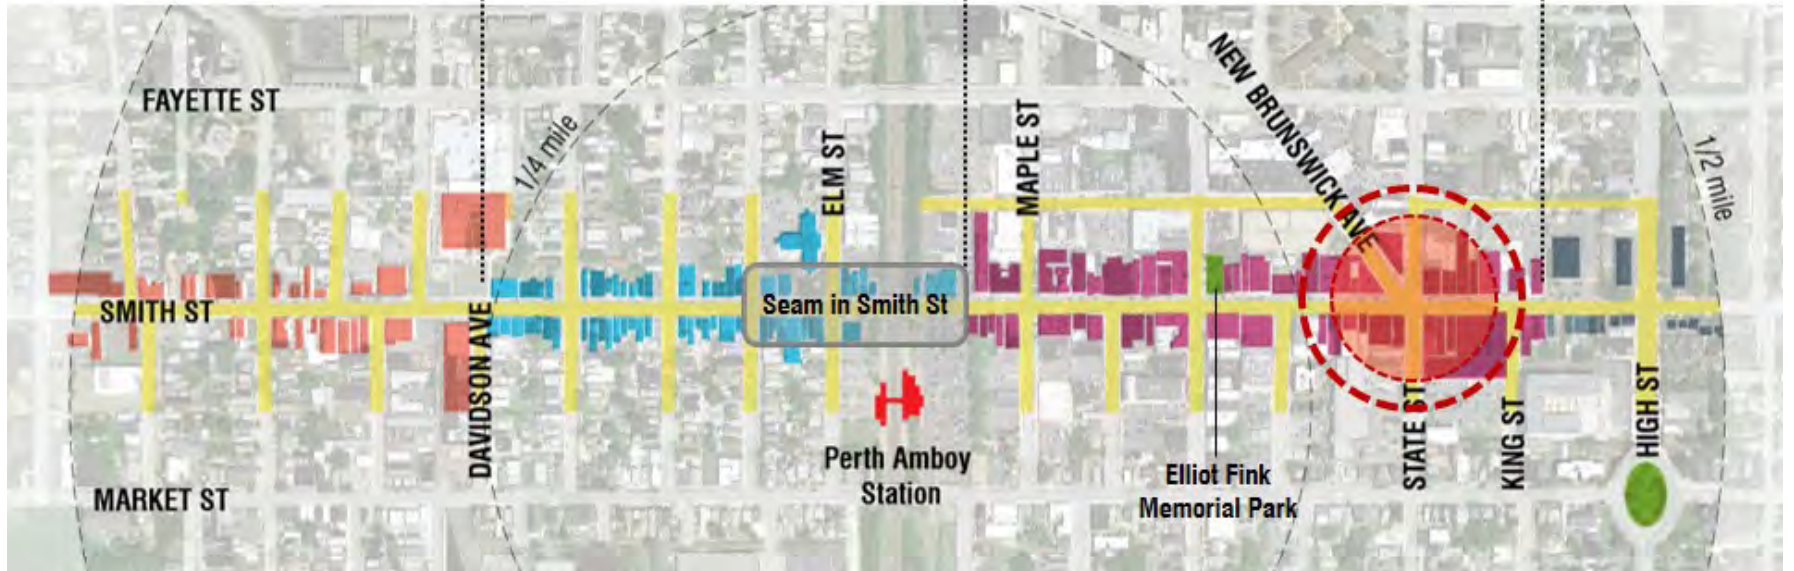 FAYETTE ST
1/4 mile
ELM ST
MAPLE ST
NEW BRUNSWICK AVE
1/2 mile
SMITH ST
DAVIDSON AVE
Seam in Smith St
Perth Amboy
Station
Elliot Fink
Memorial Park
STATE ST
KING ST
HIGH ST
MARKET ST